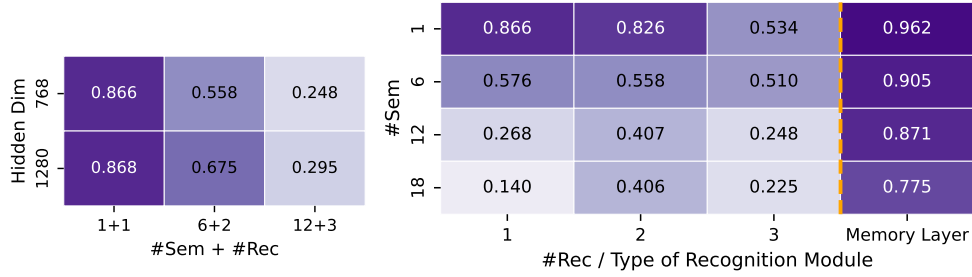 Hidden Dim
768 0.866 0.558 0.248
1280 0.868 0.675 0.295
1+1 6+2 12+3
#Sem + #Rec
#Sem
1 0.866 0.826 0.534 0.962
6 0.576 0.558 0.510 0.905
12 0.268 0.407 0.248 0.871
18 0.140 0.406 0.225 0.775
1 2 3 Memory Layer
#Rec / Type of Recognition Module